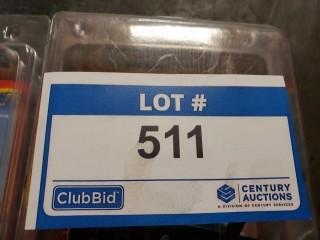 LOT #
511
ClubBid
CENTURY
AUCTIONS
A DIVISION OF CENTURY SERVICES